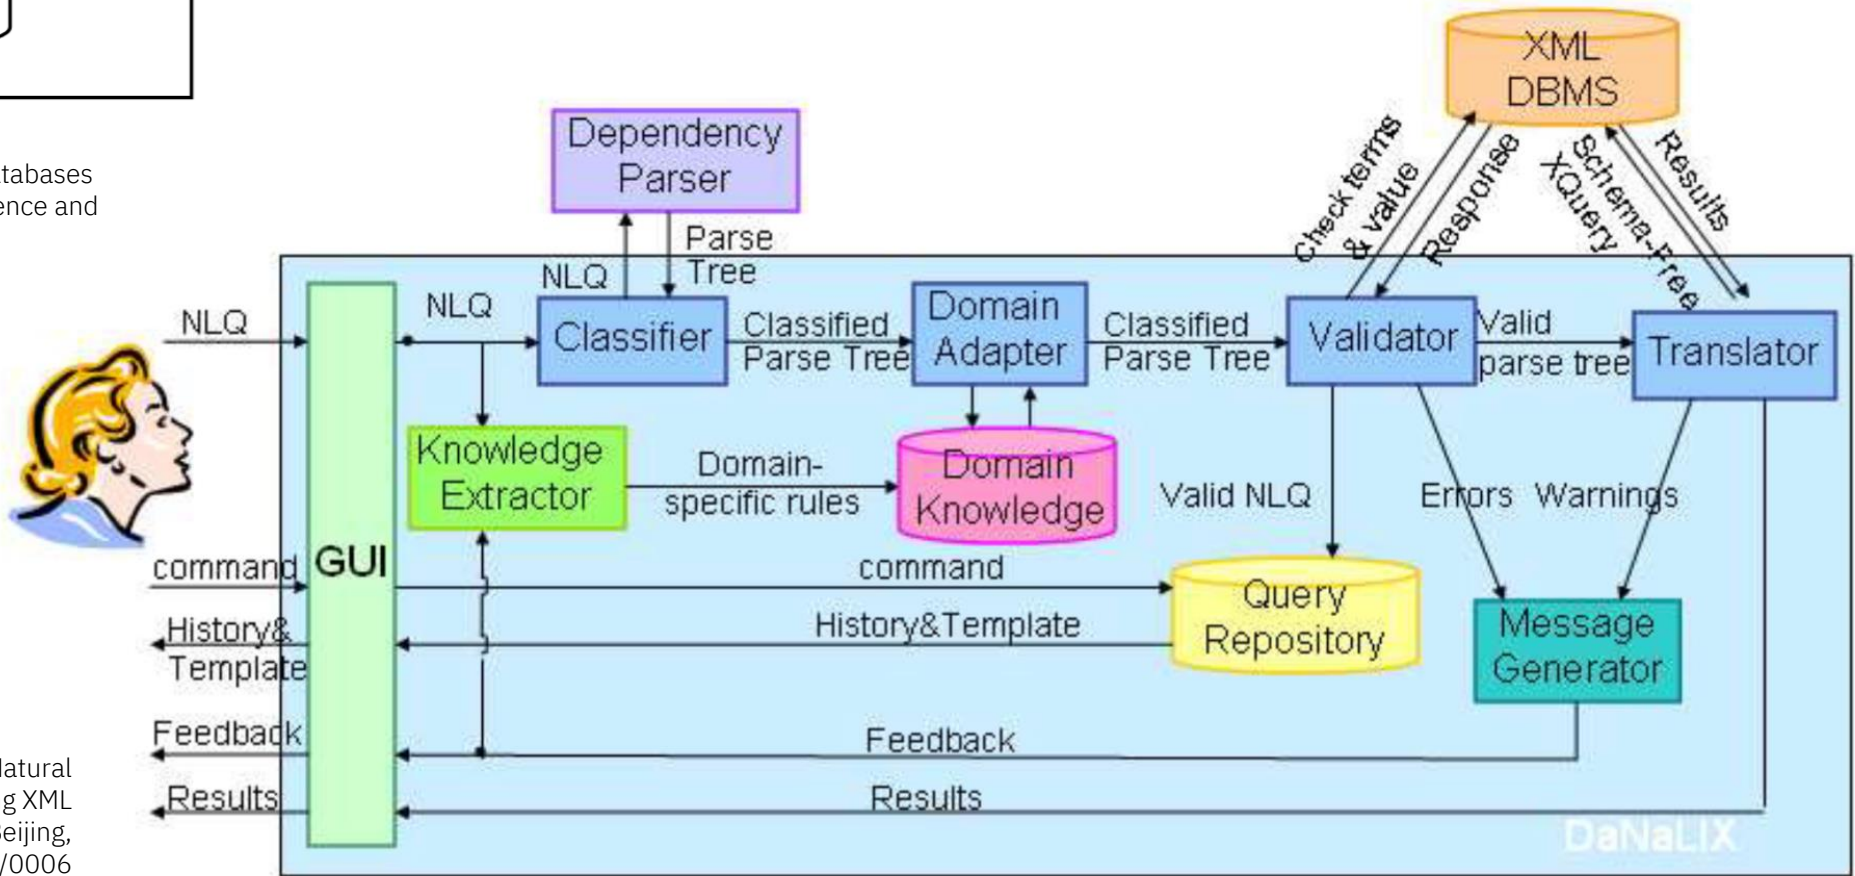 XML
DBMS
Dependency
Parser
tabases
ence and
Check terms
& value
Response
Schema-Free
XQuery
Results
Parse
Tree
NLQ
NLQ
NLQ
Classifier
Classified
Parse Tree
Domain
Adapter
Classified
Parse Tree
Validator
Valid
parse tree
Translator
Knowledge
Extractor
Domain-
specific rules
Domain
Knowledge
Valid NLQ
Errors
Warnings
GUI
command
command
Query
Repository
History&
Template
History&Template
Message
Generator
Feedback
Feedback
Results
Results
DaNaLIX
Natural
g XML
Beijing,
/0006